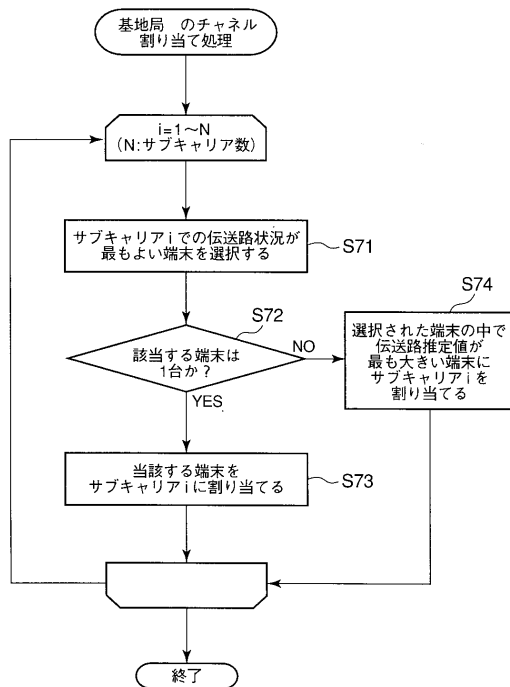 基地局　のチャネル
割り当て処理
i=1～N
(N:サブキャリア数)
サブキャリアiでの伝送路状況が
最もよい端末を選択する
S71
S72
該当する端末は
1台か？
NO
YES
S74
選択された端末の中で
伝送路推定値が
最も大きい端末に
サブキャリアiを
割り当てる
当該する端末を
サブキャリアiに割り当てる
S73
終了